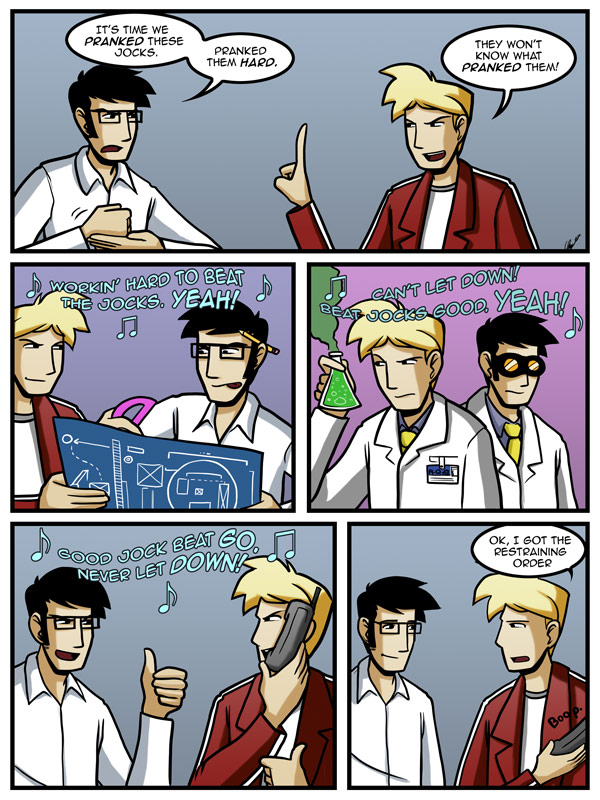 IT'S TIME WE
PRANKED THESE
JOCKS.
PRANKED
THEM HARD.
THEY WON'T
KNOW WHAT
PRANKED THEM!
WORKIN' HARD TO BEAT
THE JOCKS. YEAH!
CAN'T LET DOWN!
BEAT JOCKS GOOD. YEAH!
GOOD JOCK BEAT GO.
NEVER LET DOWN!
OK, I GOT THE
RESTRAINING
ORDER
Boop.